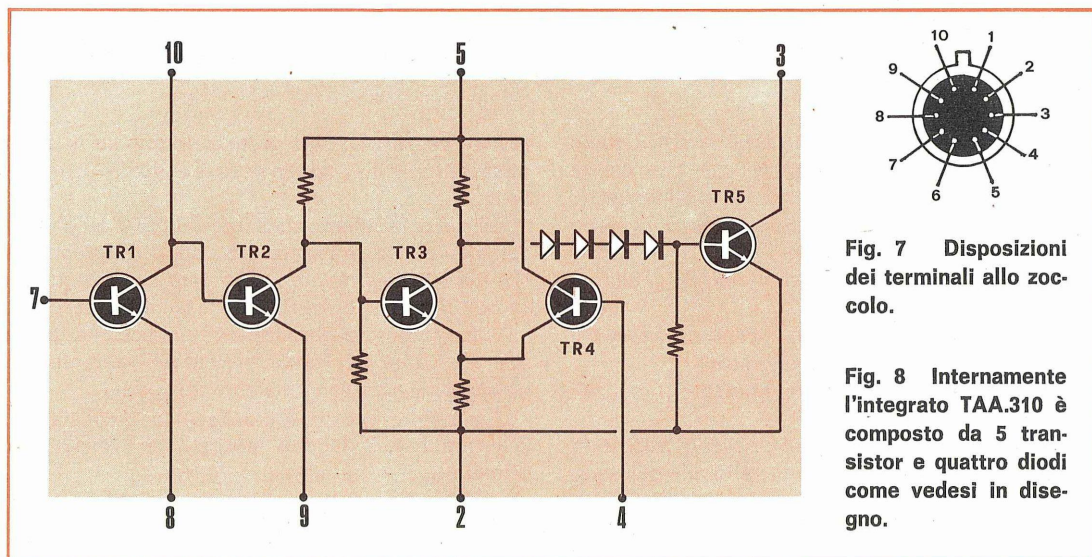 10
5
3
TR1
TR2
TR3
TR4
TR5
7
8
9
2
4
10
1
9
2
8
3
7
4
6
5
Fig. 7 Disposizioni
dei terminali allo zoc-
colo.
Fig. 8 Internamente
l'integrato TAA.310 è
composto da 5 tran-
sistor e quattro diodi
come vedesi in dise-
gno.